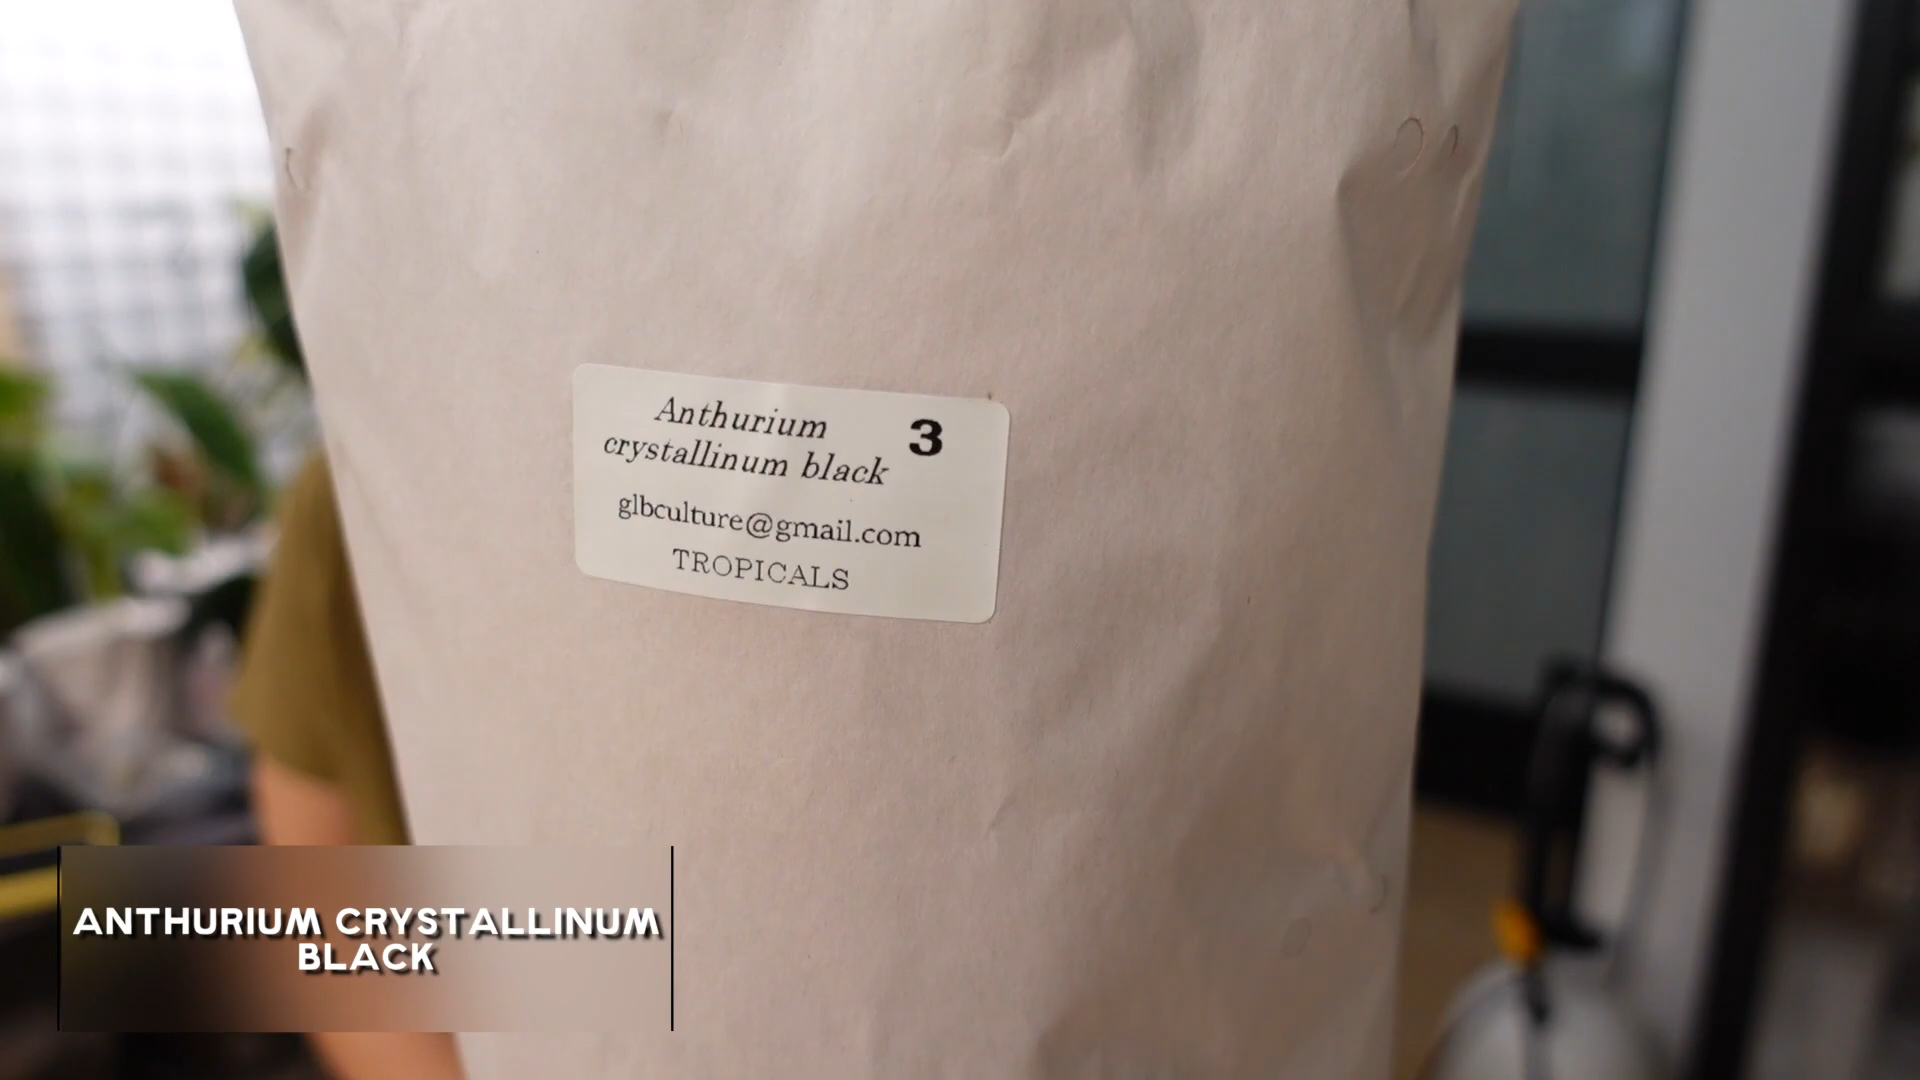 Anthurium 3
crystallinum black
glbculture@gmail.com
TROPICALS
ANTHURIUM CRYSTALLINUM
BLACK